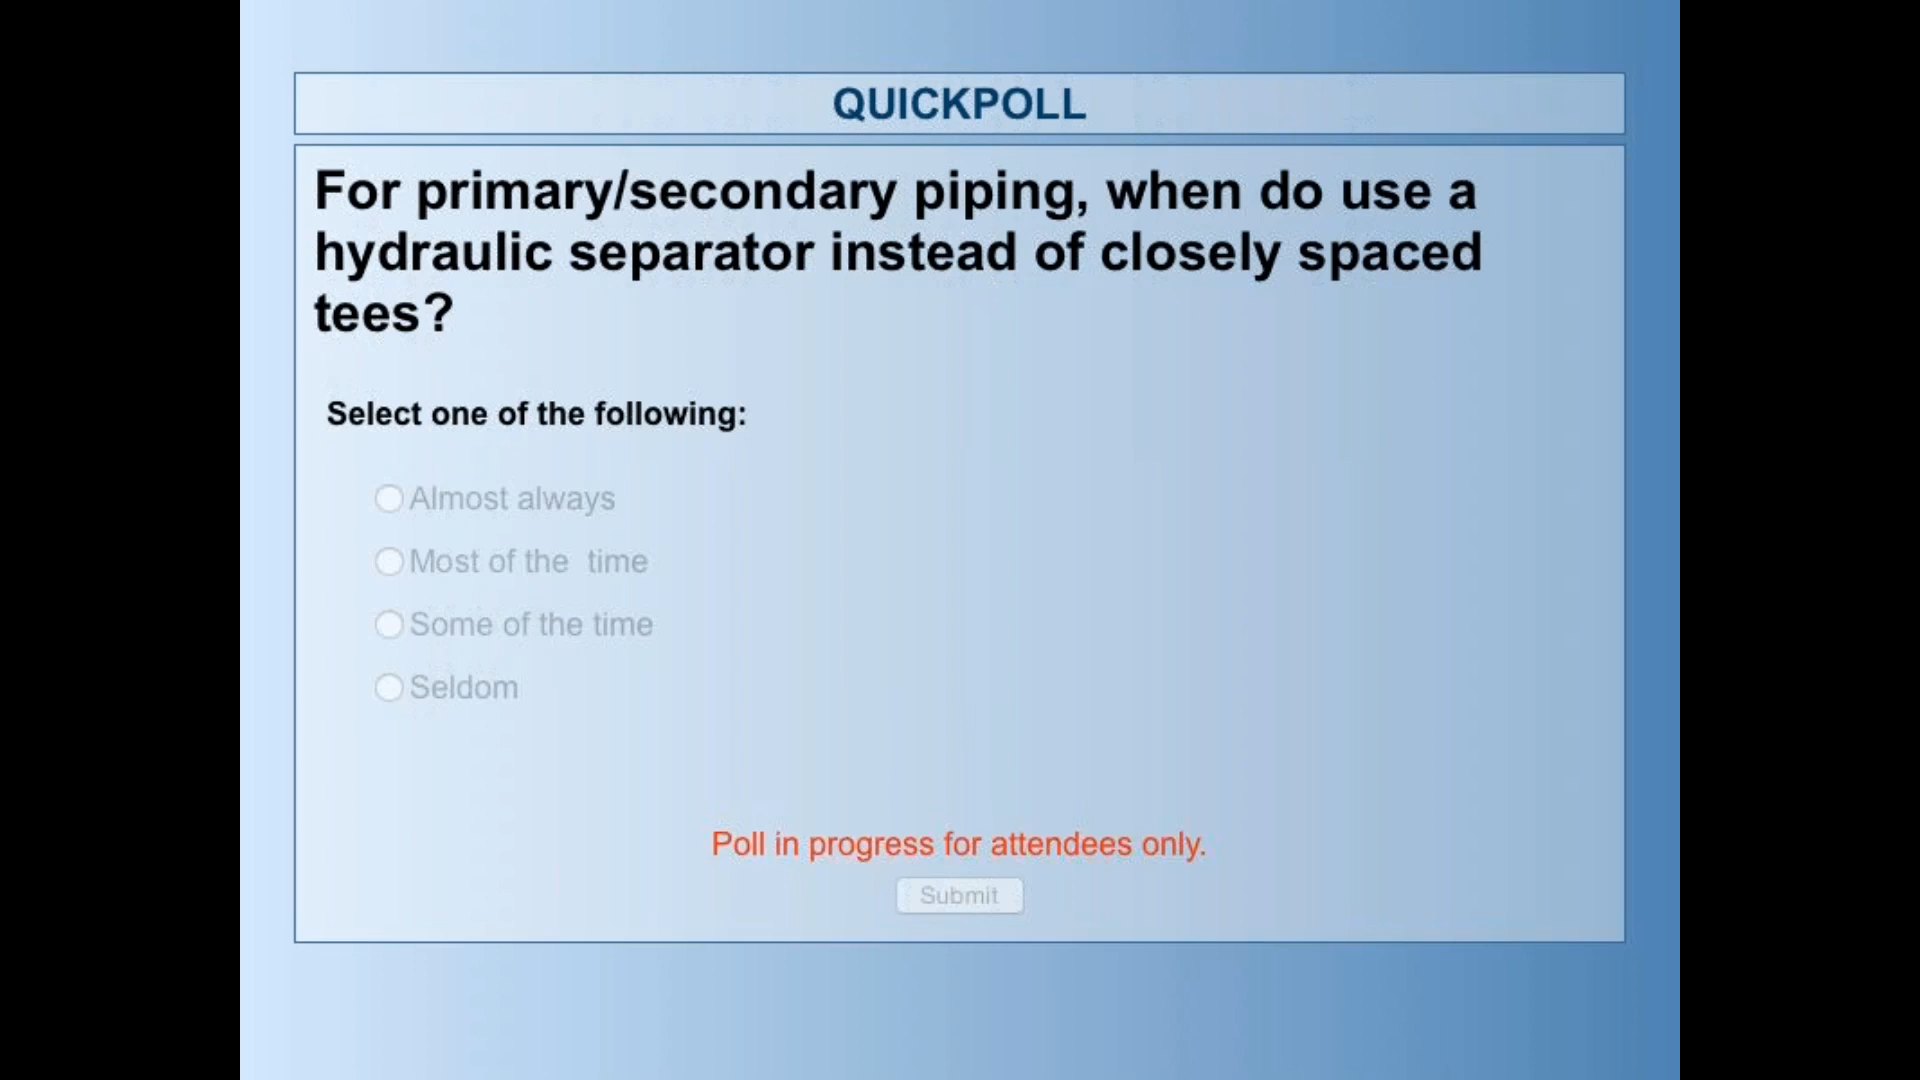 QUICKPOLL
For primary/secondary piping, when do use a
hydraulic separator instead of closely spaced
tees?
Select one of the following:
Almost always
Most of the  time
Some of the time
Seldom
Poll in progress for attendees only.
Submit